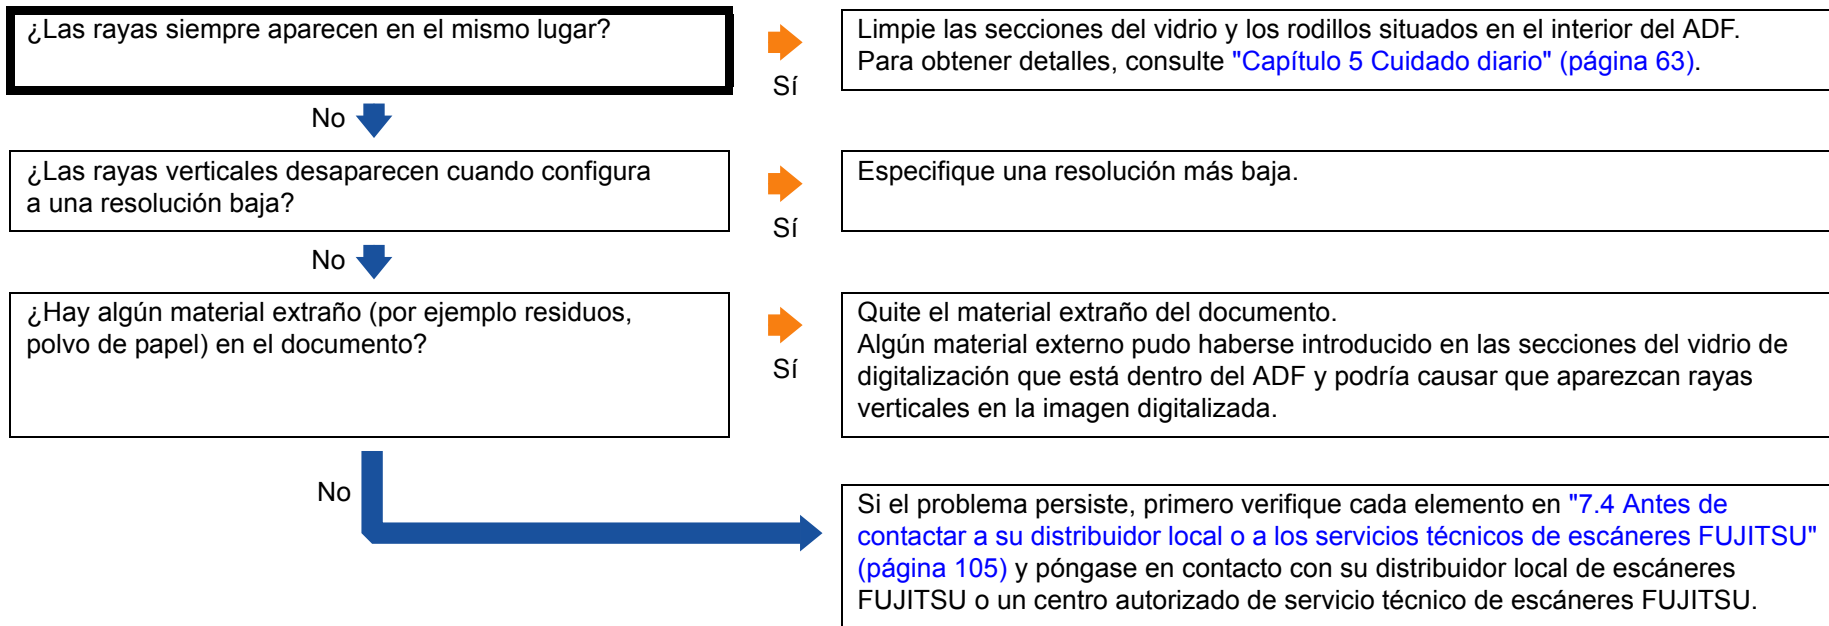 ¿Las rayas siempre aparecen en el mismo lugar?
Sí
Limpie las secciones del vidrio y los rodillos situados en el interior del ADF.
Para obtener detalles, consulte "Capítulo 5 Cuidado diario" (página 63).
No
¿Las rayas verticales desaparecen cuando configura
a una resolución baja?
Sí
Especifique una resolución más baja.
No
¿Hay algún material extraño (por ejemplo residuos,
polvo de papel) en el documento?
Sí
Quite el material extraño del documento.
Algún material externo pudo haberse introducido en las secciones del vidrio de
digitalización que está dentro del ADF y podría causar que aparezcan rayas
verticales en la imagen digitalizada.
No
Si el problema persiste, primero verifique cada elemento en "7.4 Antes de
contactar a su distribuidor local o a los servicios técnicos de escáneres FUJITSU"
(página 105) y póngase en contacto con su distribuidor local de escáneres
FUJITSU o un centro autorizado de servicio técnico de escáneres FUJITSU.